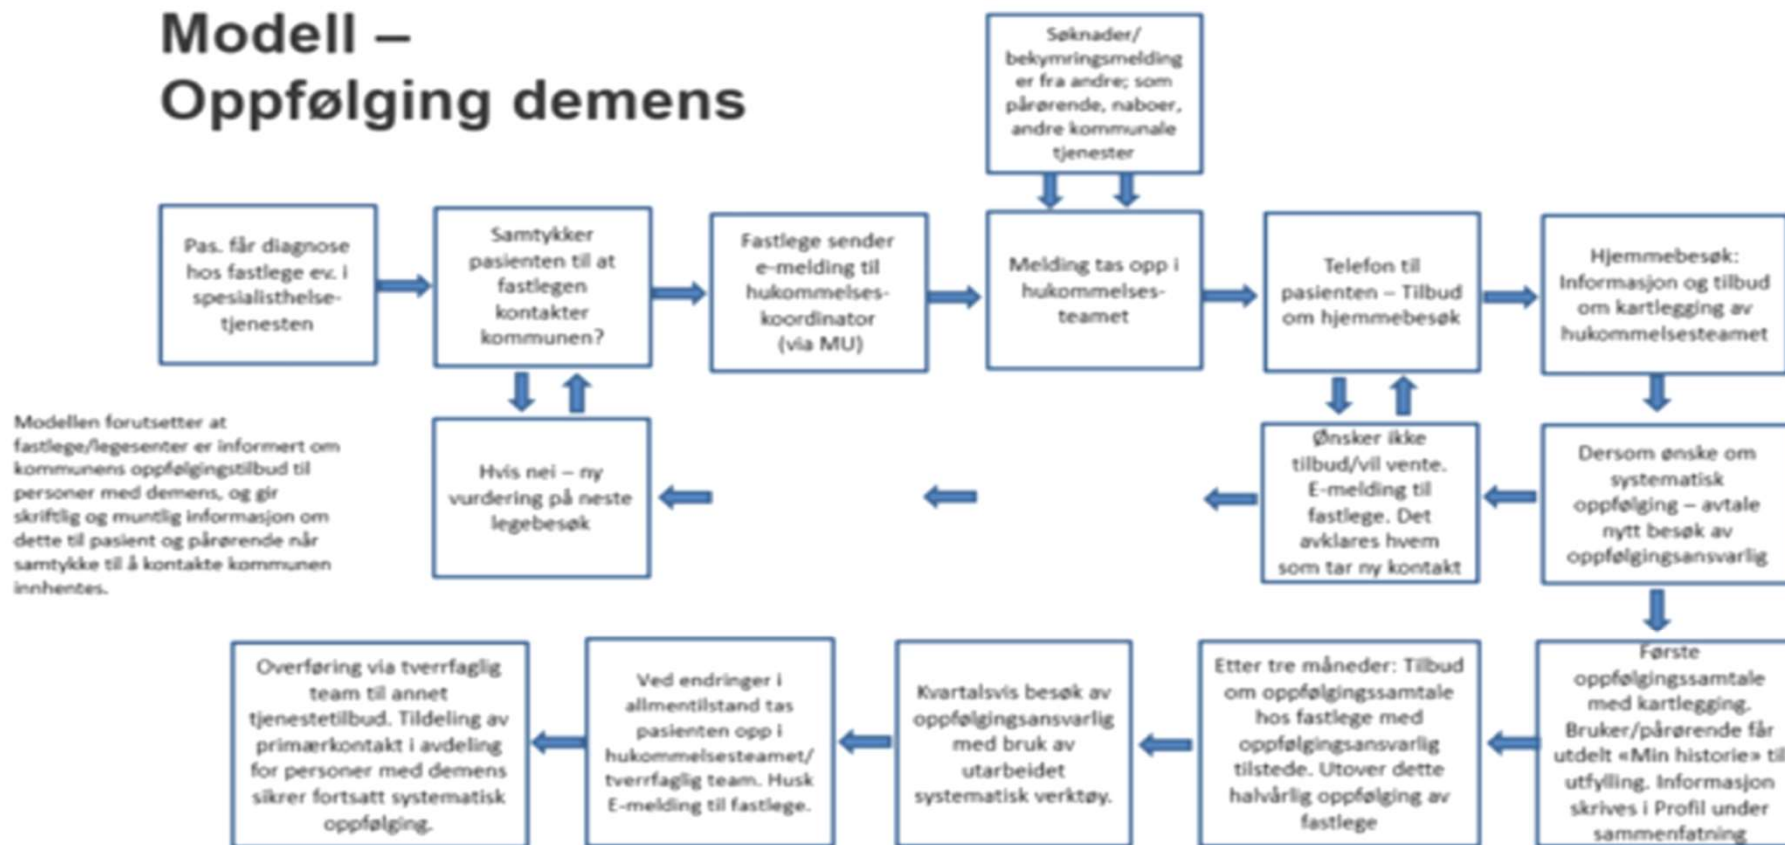 Modell –
Oppfølging demens
Søknader/
bekymringsmelding
er fra andre; som
pårørende, naboer,
andre kommunale
tjenester
Pas. får diagnose
hos fastlege ev. i
spesialisthelse-
tjenesten
Samtykker
pasienten til at
fastlegen
kontakter
kommunen?
Fastlege sender
e-melding til
hukommelses-
koordinator
(via MU)
Melding tas opp i
hukommelses-
teamet
Telefon til
pasienten – Tilbud
om hjemmebesøk
Hjemmebesøk:
Informasjon og tilbud
om kartlegging av
hukommelsesteamet
Modellen forutsetter at
fastlege/legesenter er informert om
kommunens oppfølgingstilbud til
personer med demens, og gir
skriftlig og muntlig informasjon om
dette til pasient og pårørende når
samtykke til å kontakte kommunen
innhentes.
Hvis nei – ny
vurdering på neste
legebesøk
Ønsker ikke
tilbud/vil vente.
E-melding til
fastlege. Det
avklares hvem
som tar ny kontakt
Dersom ønske om
systematisk
oppfølging – avtale
nytt besøk av
oppfølgingsansvarlig
Overføring via tverrfaglig
team til annet
tjenestetilbud. Tildeling av
primærkontakt i avdeling
for personer med demens
sikrer fortsatt systematisk
oppfølging.
Ved endringer i
allmentilstand tas
pasienten opp i
hukommelsesteamet/
tverrfaglig team. Husk
E-melding til fastlege.
Kvartalsvis besøk av
oppfølgingsansvarlig
med bruk av
utarbeidet
systematisk verktøy.
Etter tre måneder: Tilbud
om oppfølgingssamtale
hos fastlege med
oppfølgingsansvarlig
tilstede. Utover dette
halvårlig oppfølging av
fastlege
Første
oppfølgingssamtale
med kartlegging.
Bruker/pårørende får
utdelt «Min historie» til
utfylling. Informasjon
skrives i Profil under
sammenfatning